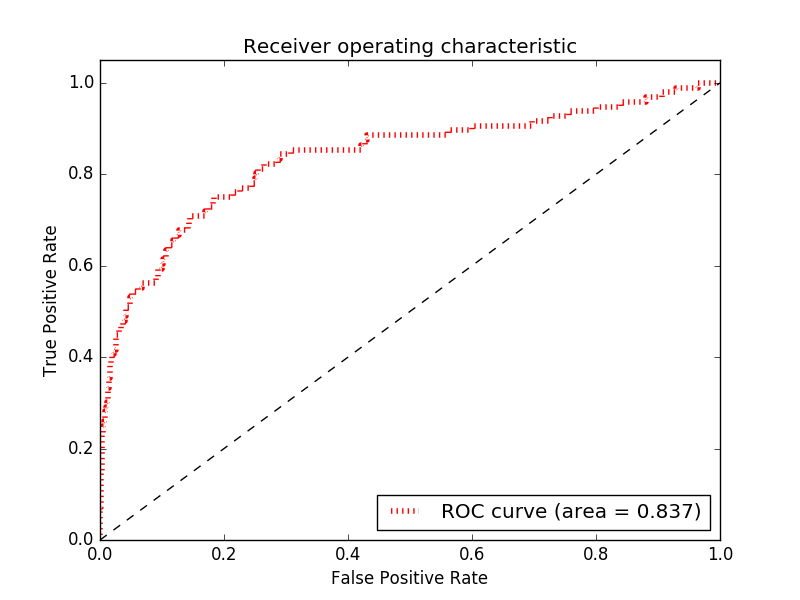 Receiver operating characteristic
1.0
0.8
0.6
0.4
0.2
0.0
True Positive Rate
ROC curve (area = 0.837)
0.0 0.2 0.4 0.6 0.8 1.0
False Positive Rate